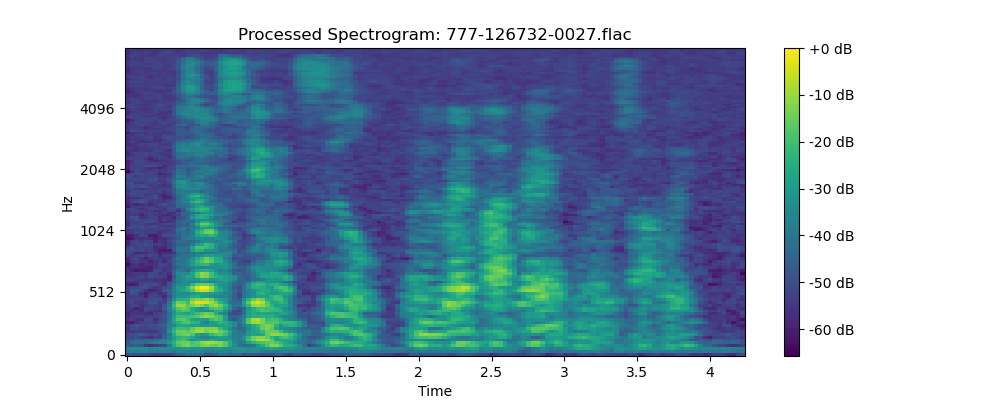 Processed Spectrogram: 777-126732-0027.flac
+0 dB
-10 dB
-20 dB
-30 dB
-40 dB
-50 dB
-60 dB
4096
2048
1024
512
0
Hz
0 0.5 1 1.5 2 2.5 3 3.5 4
Time